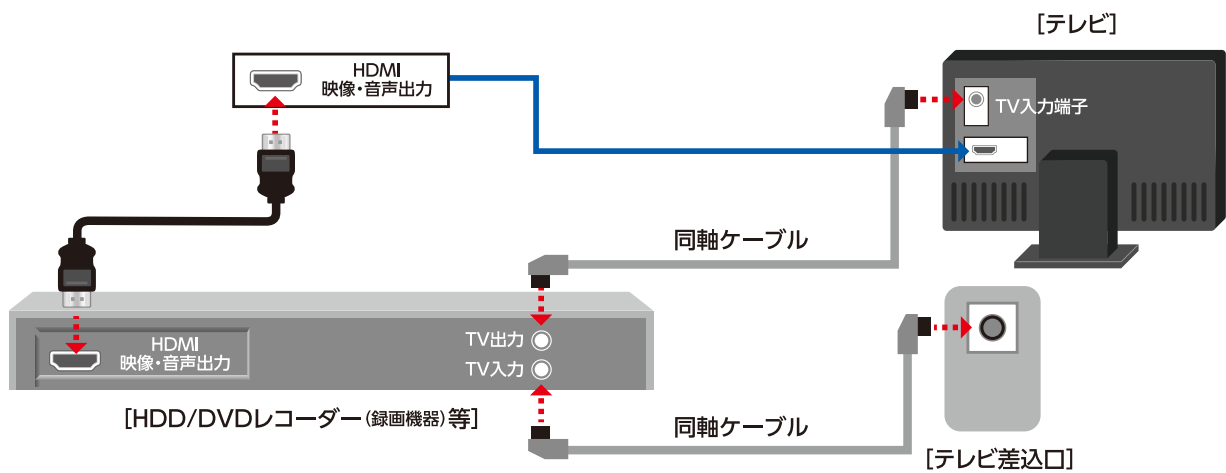 [テレビ]
HDMI
映像・音声出力
TV入力端子
同軸ケーブル
HDMI
映像・音声出力
TV出力
TV入力
[HDD/DVDレコーダー(録画機器)等]
同軸ケーブル
[テレビ差込口]